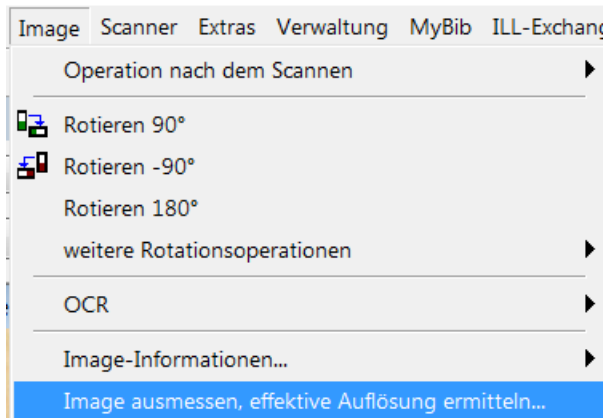 Image Scanner Extras Verwaltung MyBib ILL-Exchang
Operation nach dem Scannen
Rotieren 90°
Rotieren -90°
Rotieren 180°
weitere Rotationsoperationen
OCR
Image-Informationen...
Image ausmessen, effektive Auflösung ermitteln...